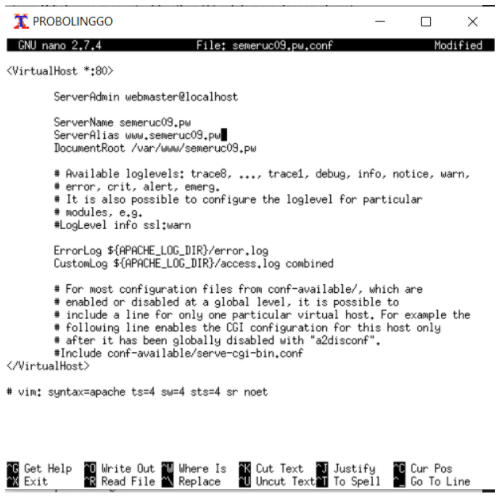 PROBOLINGGO
GNU nano 2.7.4 File: semeruc09.pw.conf Modified
<VirtualHost *:80>
ServerAdmin webmaster@localhost
ServerName semeruc09.pw
ServerAlias www.semeruc09.pw
DocumentRoot /var/www/semeruc09.pw
# Available loglevels: trace8, ..., trace1, debug, info, notice, warn,
# error, crit, alert, emerg.
# It is also possible to configure the loglevel for particular
# modules, e.g.
#LogLevel info ssl:warn
ErrorLog ${APACHE_LOG_DIR}/error.log
CustomLog ${APACHE_LOG_DIR}/access.log combined
# For most configuration files from conf-available/, which are
# enabled or disabled at a global level, it is possible to
# include a line for only one particular virtual host. For example the
# following line enables the CGI configuration for this host only
# after it has been globally disabled with "a2disconf".
#Include conf-available/serve-cgi-bin.conf
</VirtualHost>
# vim: syntax=apache ts=4 sw=4 sts=4 sr noet
^G Get Help ^O Write Out ^W Where Is ^K Cut Text ^J Justify ^C Cur Pos
^X Exit ^R Read File ^\ Replace ^U Uncut Text ^T To Spell ^_ Go To Line